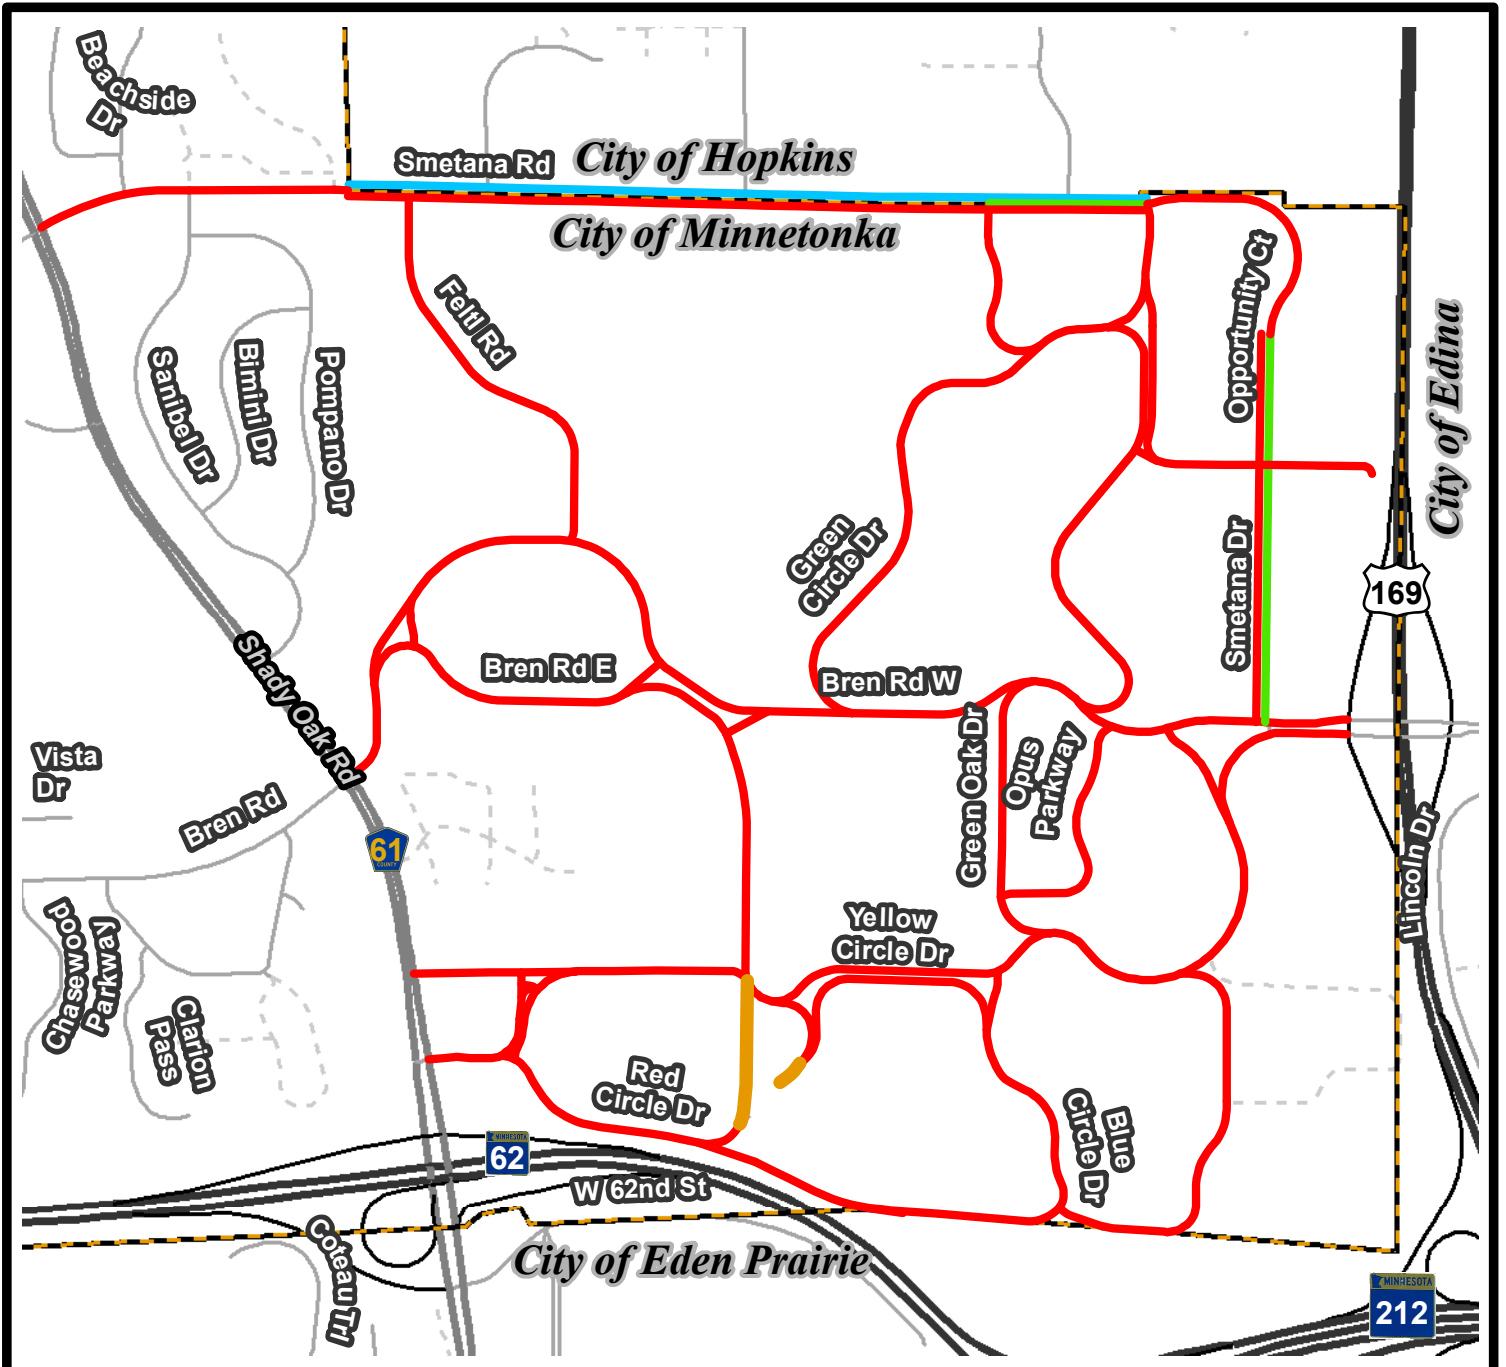 Beachside
Dr
Smetana Rd
City of Hopkins
City of Minnetonka
Feltl Rd
Opportunity Ct
City of Edina
Sanibel Dr
Bimini Dr
Pompano Dr
Green
Circle Dr
Smetana Dr
169
Shady Oak Rd
Bren Rd E
Bren Rd W
Green Oak Dr
Opus
Parkway
Vista
Dr
Bren Rd
61
COUNTY
Lincoln Dr
Chasewood
Parkway
Yellow
Circle Dr
Clarion
Pass
Red
Circle Dr
Blue
Circle Dr
MINNESOTA
62
W 62nd St
Coteau Trl
City of Eden Prairie
MINNESOTA
212